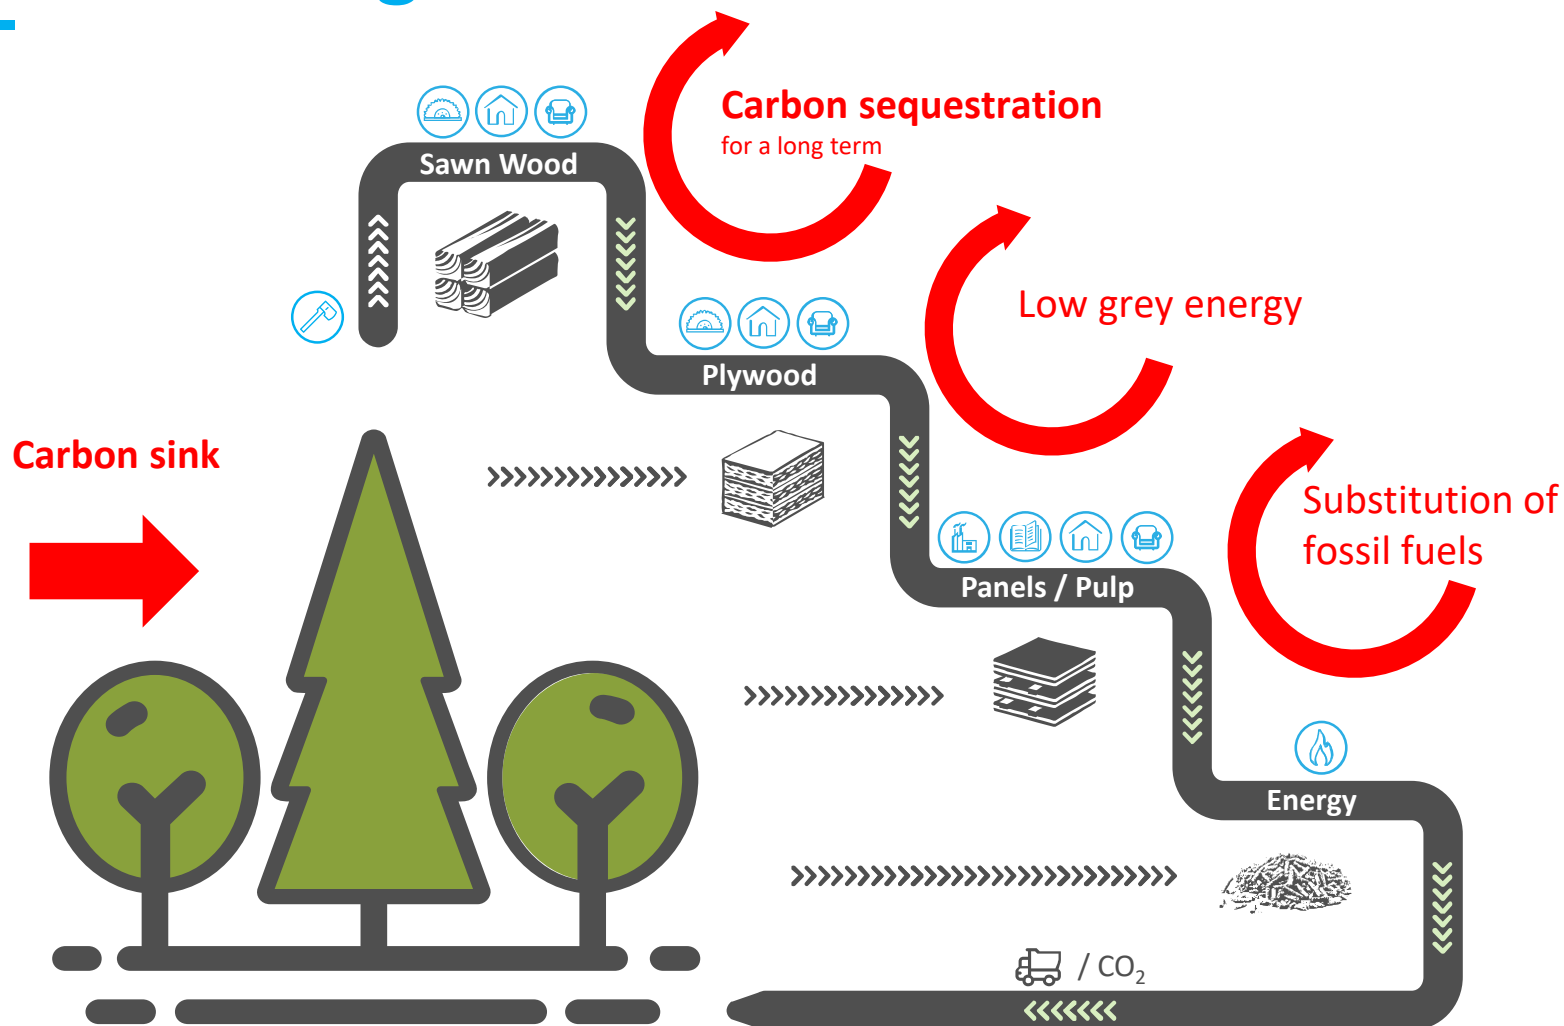 Carbon sequestration
for a long term
Sawn Wood
Low grey energy
Plywood
Carbon sink
Substitution of
fossil fuels
Panels / Pulp
Energy
/ CO₂